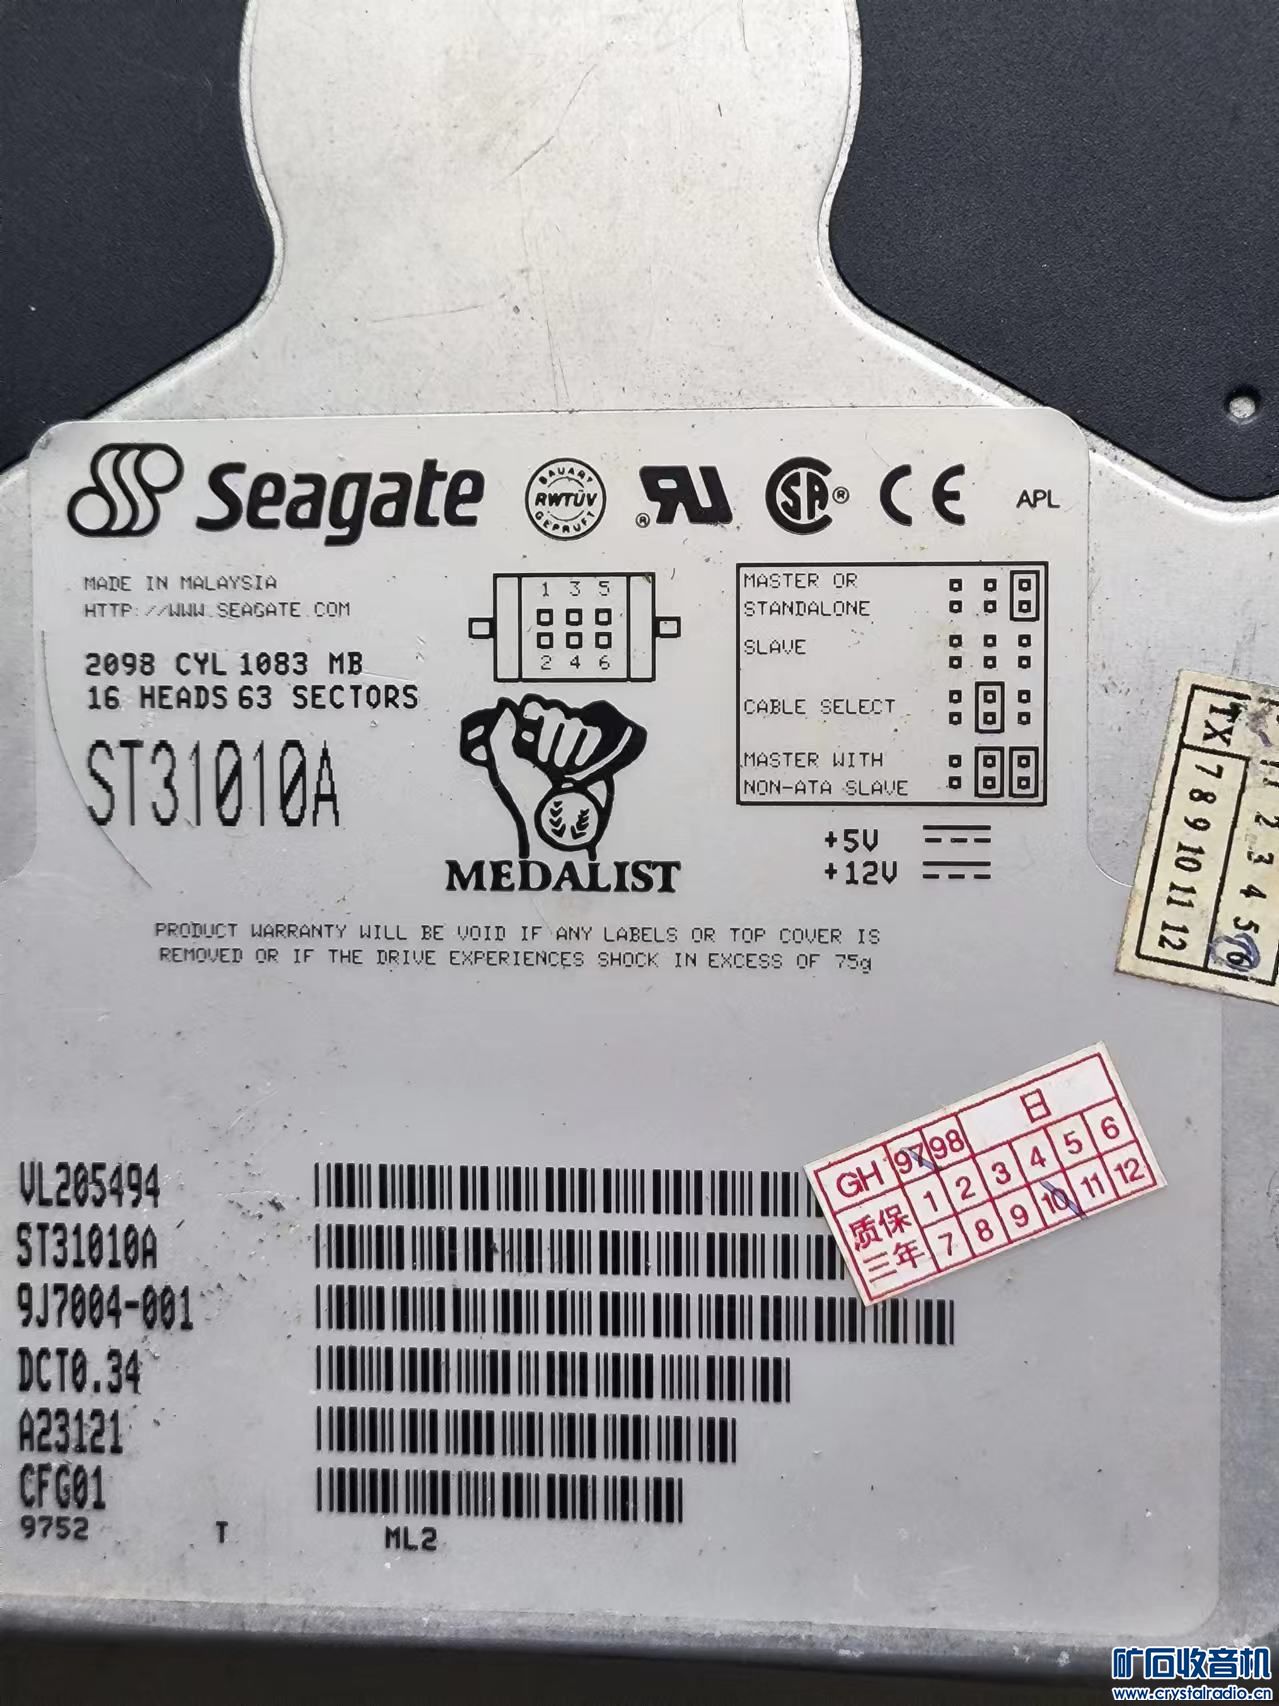 Seagate
BAUART
RWTÜV
GEPRÜFT
SA
CE
APL
MADE IN MALAYSIA
HTTP://WWW.SEAGATE.COM
2098 CYL 1083 MB
16 HEADS 63 SECTORS
ST31010A
1 3 5
2 4 6
MEDALIST
MASTER OR
STANDALONE
SLAVE
CABLE SELECT
MASTER WITH
NON-ATA SLAVE
+5V
+12V
PRODUCT WARRANTY WILL BE VOID IF ANY LABELS OR TOP COVER IS
REMOVED OR IF THE DRIVE EXPERIENCES SHOCK IN EXCESS OF 75g
TX
1 2 3 4 5 6
7 8 9 10 11 12
GH 97 98 日
质保 1 2 3 4 5 6
三年 7 8 9 10 11 12
VL205494
ST31010A
9J7004-001
DCT0.34
A23121
CFG01
9752 T ML2
矿石收音机
www.crystalradio.cn